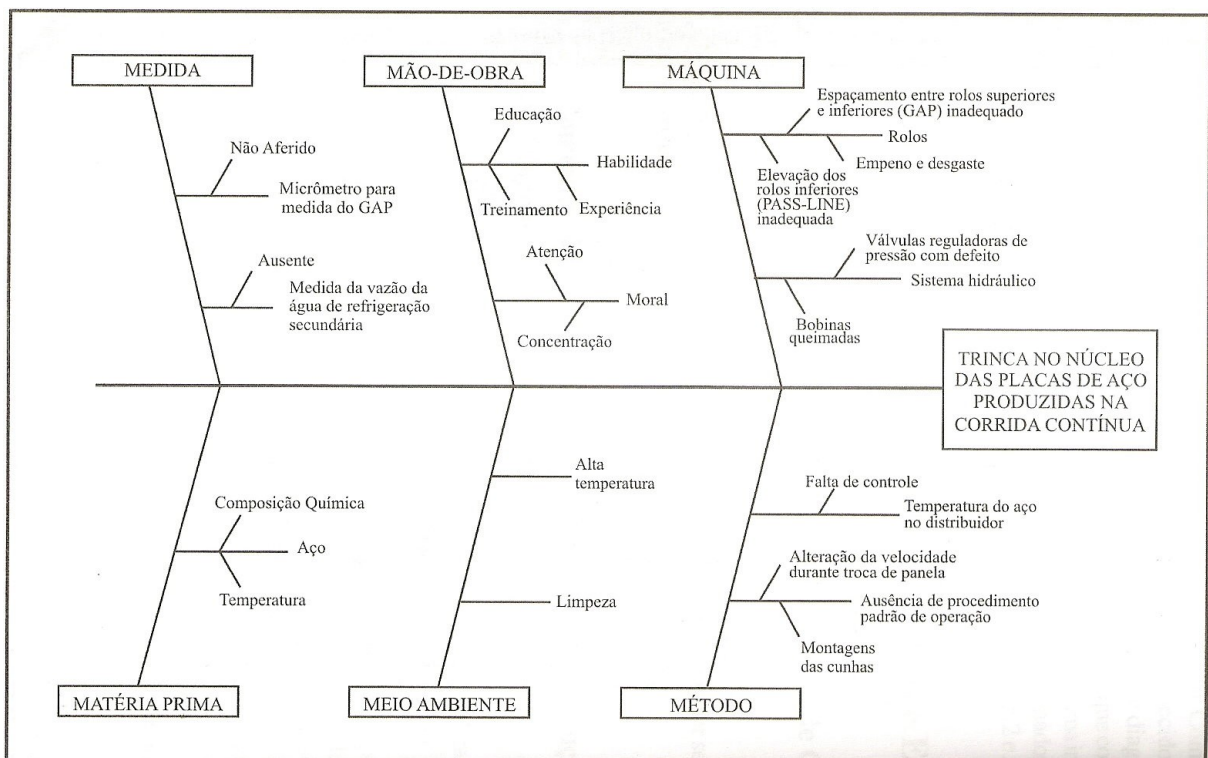 MEDIDA
MÃO-DE-OBRA
MÁQUINA
Não Aferido
Micrômetro para
medida do GAP
Ausente
Medida da vazão da
água de refrigeração
secundária
Educação
Habilidade
Treinamento
Experiência
Atenção
Moral
Concentração
Espaçamento entre rolos superiores
e inferiores (GAP) inadequado
Rolos
Empeno e desgaste
Elevação dos
rolos inferiores
(PASS-LINE)
inadequada
Válvulas reguladoras de
pressão com defeito
Sistema hidráulico
Bobinas
queimadas
TRINCA NO NÚCLEO
DAS PLACAS DE AÇO
PRODUZIDAS NA
CORRIDA CONTÍNUA
Composição Química
Aço
Temperatura
Alta
temperatura
Limpeza
Falta de controle
Temperatura do aço
no distribuidor
Alteração da velocidade
durante troca de panela
Ausência de procedimento
padrão de operação
Montagens
das cunhas
MATÉRIA PRIMA
MEIO AMBIENTE
MÉTODO